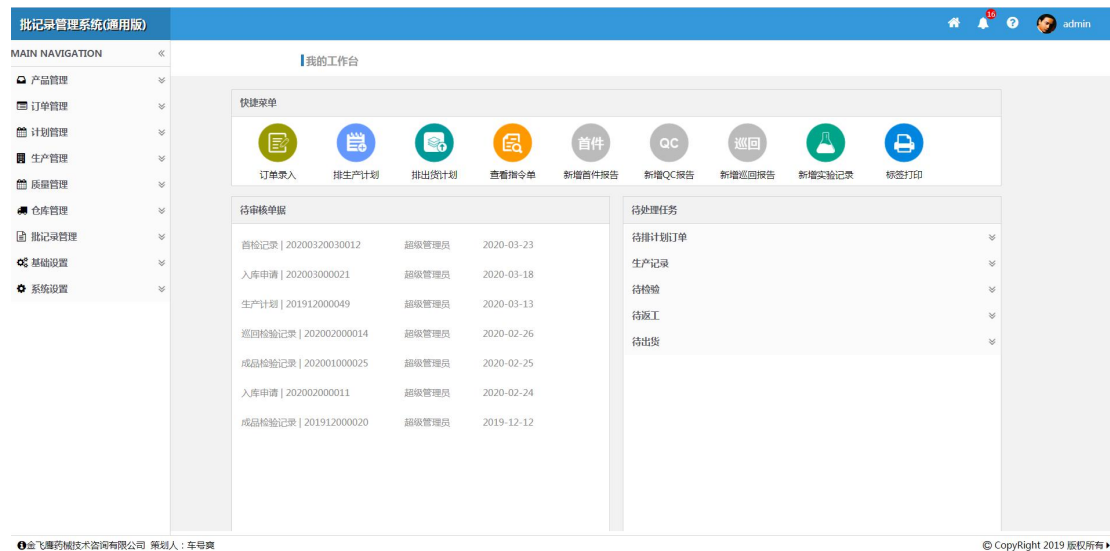 批记录管理系统(通用版)
16
admin
MAIN NAVIGATION
我的工作台
产品管理
订单管理
计划管理
生产管理
质量管理
仓库管理
批记录管理
基础设置
系统设置
快捷菜单
首件 QC 巡回
订单录入 排生产计划 排出货计划 查看指令单 新增首件报告 新增QC报告 新增巡回报告 新增实验记录 标签打印
待审核单据
首检记录 | 20200320030012 超级管理员 2020-03-23
入库申请 | 202003000021 超级管理员 2020-03-18
生产计划 | 201912000049 超级管理员 2020-03-13
巡回检验记录 | 202002000014 超级管理员 2020-02-26
成品检验记录 | 202001000025 超级管理员 2020-02-25
入库申请 | 202002000011 超级管理员 2020-02-24
成品检验记录 | 201912000020 超级管理员 2019-12-12
待处理任务
待排计划订单
生产记录
待检验
待返工
待出货
金飞鹰药械技术咨询有限公司 策划人：车号奭
© CopyRight 2019 版权所有